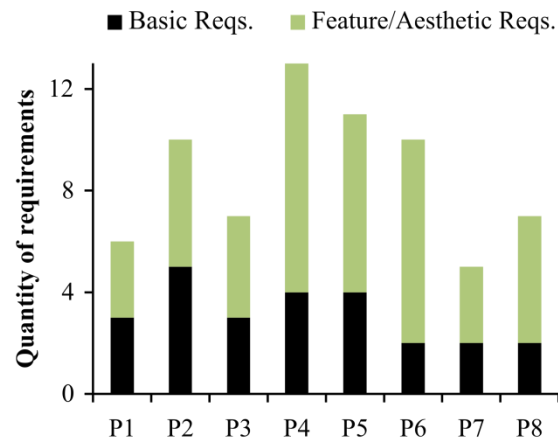 Basic Reqs. Feature/Aesthetic Reqs.
Quantity of requirements
12
8
4
0
P1 P2 P3 P4 P5 P6 P7 P8